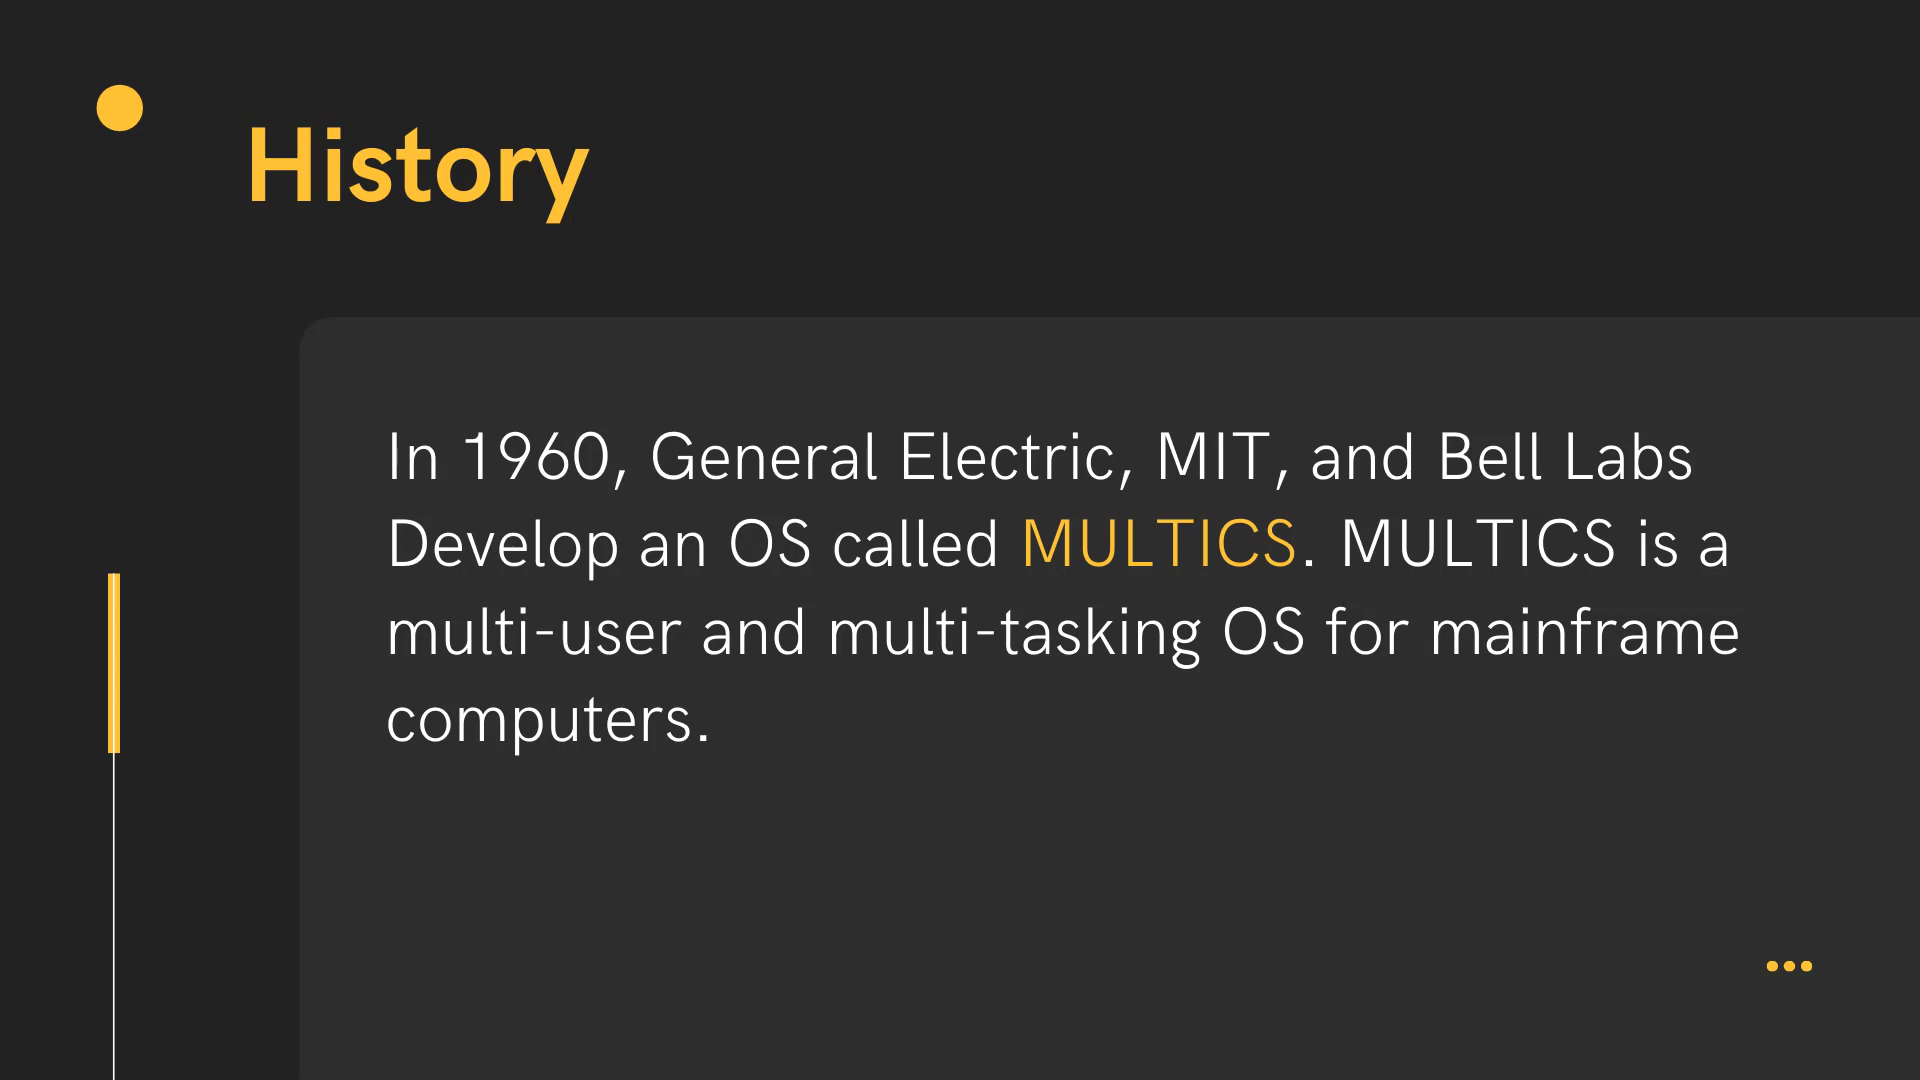 History
In 1960, General Electric, MIT, and Bell Labs
Develop an OS called MULTICS. MULTICS is a
multi-user and multi-tasking OS for mainframe
computers.